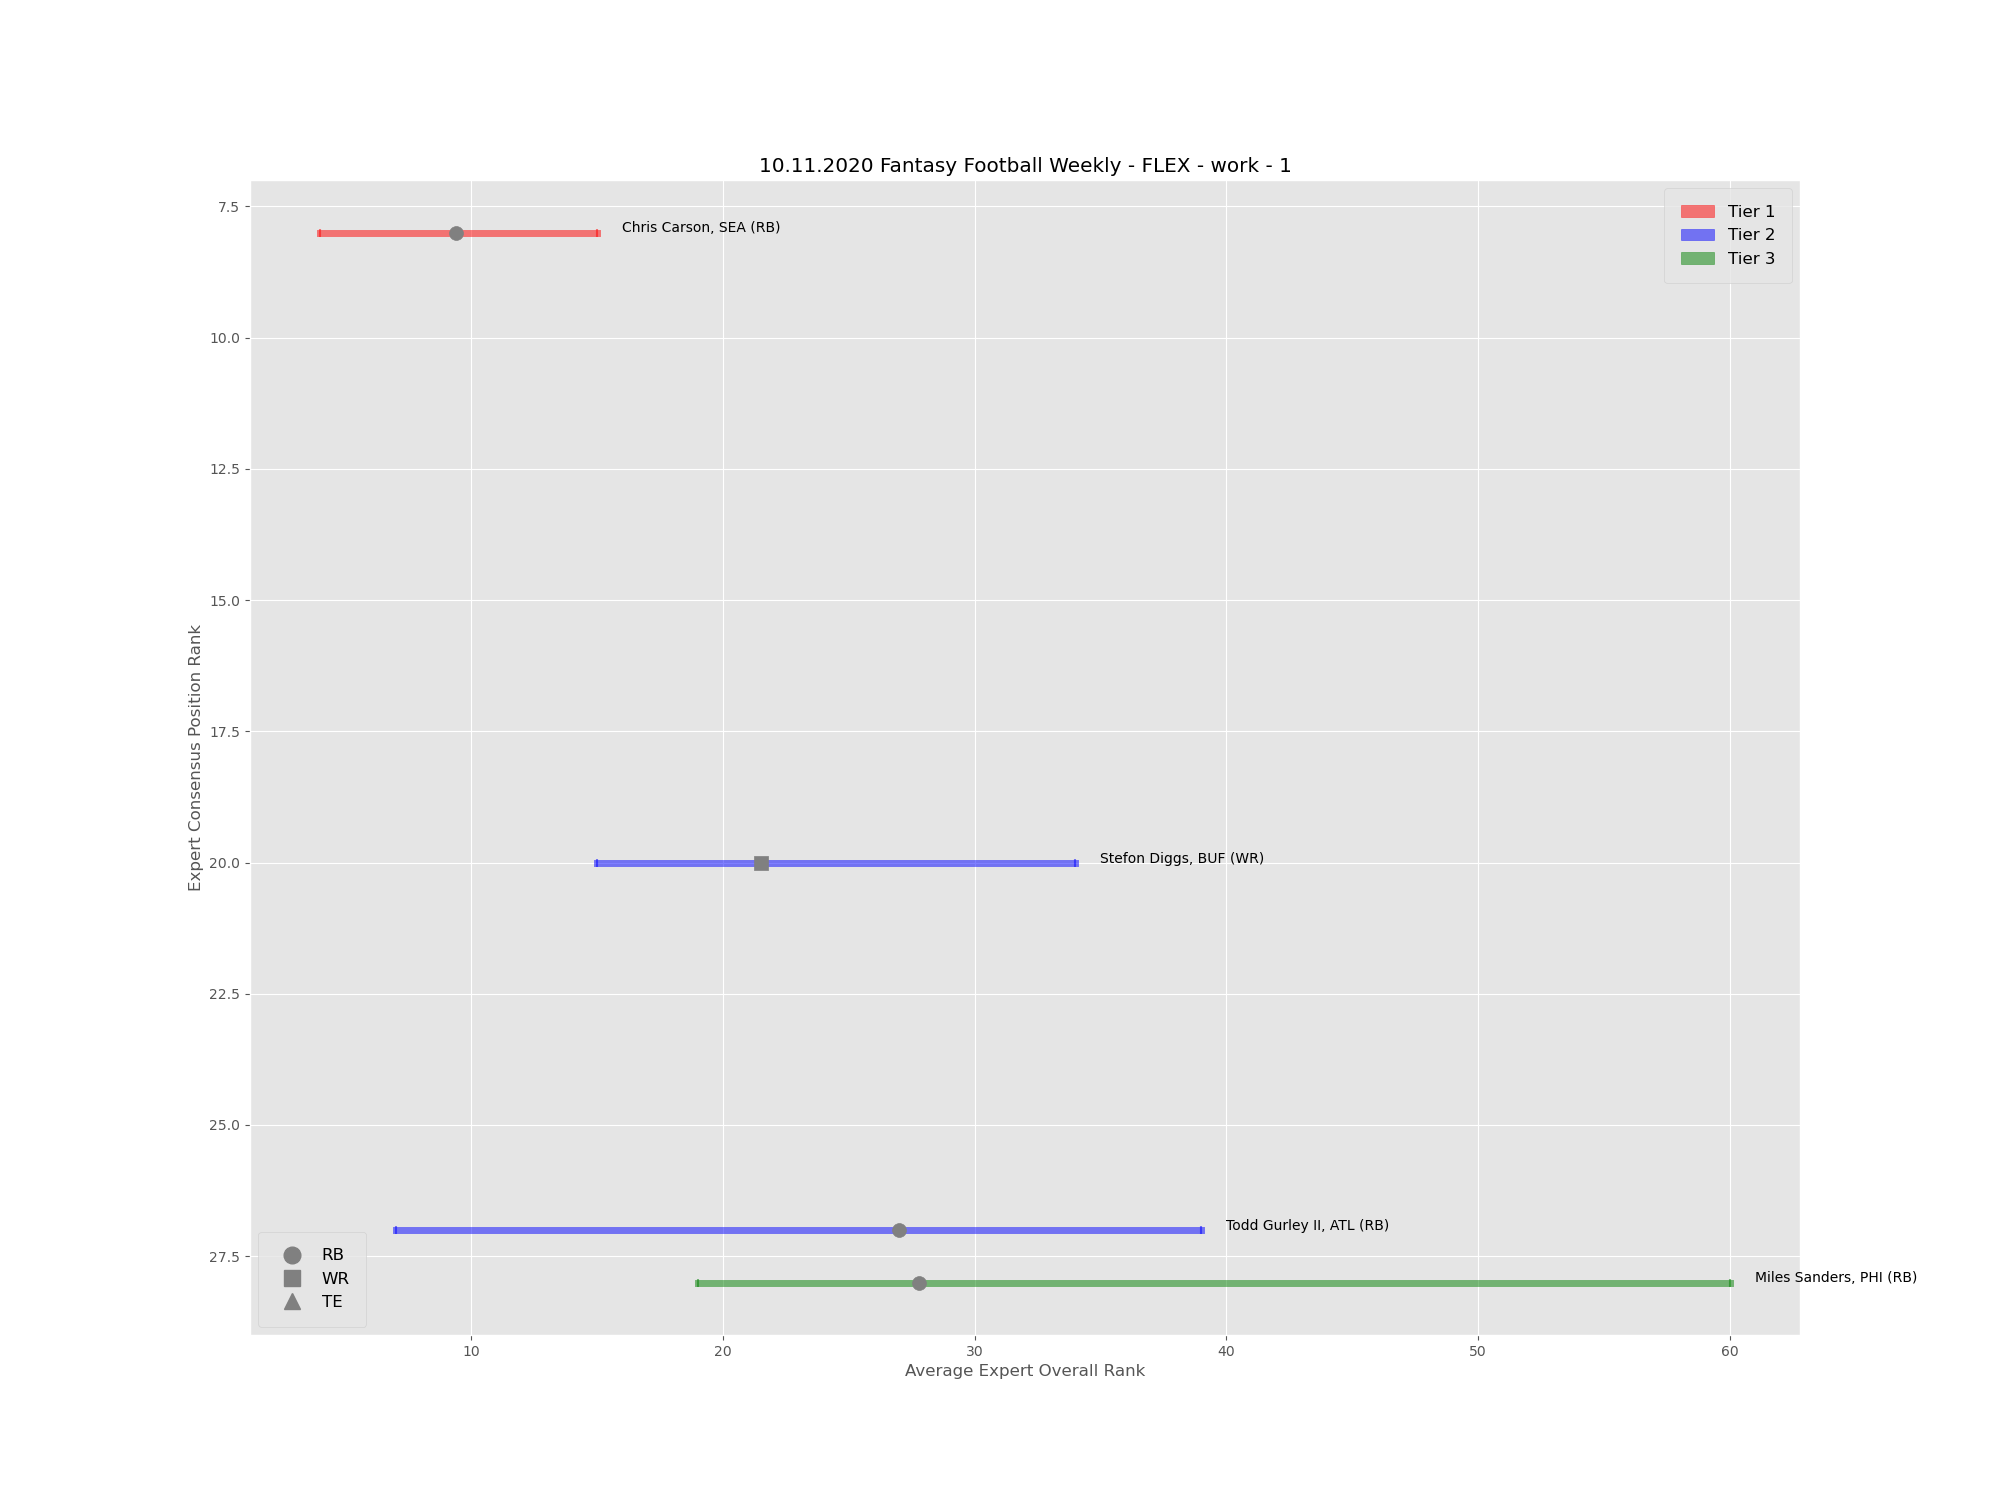 10.11.2020 Fantasy Football Weekly - FLEX - work - 1
Tier 1
Tier 2
Tier 3
7.5
10.0
12.5
15.0
17.5
20.0
22.5
25.0
27.5
Expert Consensus Position Rank
Chris Carson, SEA (RB)
Stefon Diggs, BUF (WR)
Todd Gurley II, ATL (RB)
Miles Sanders, PHI (RB)
RB
WR
TE
10
20
30
40
50
60
Average Expert Overall Rank